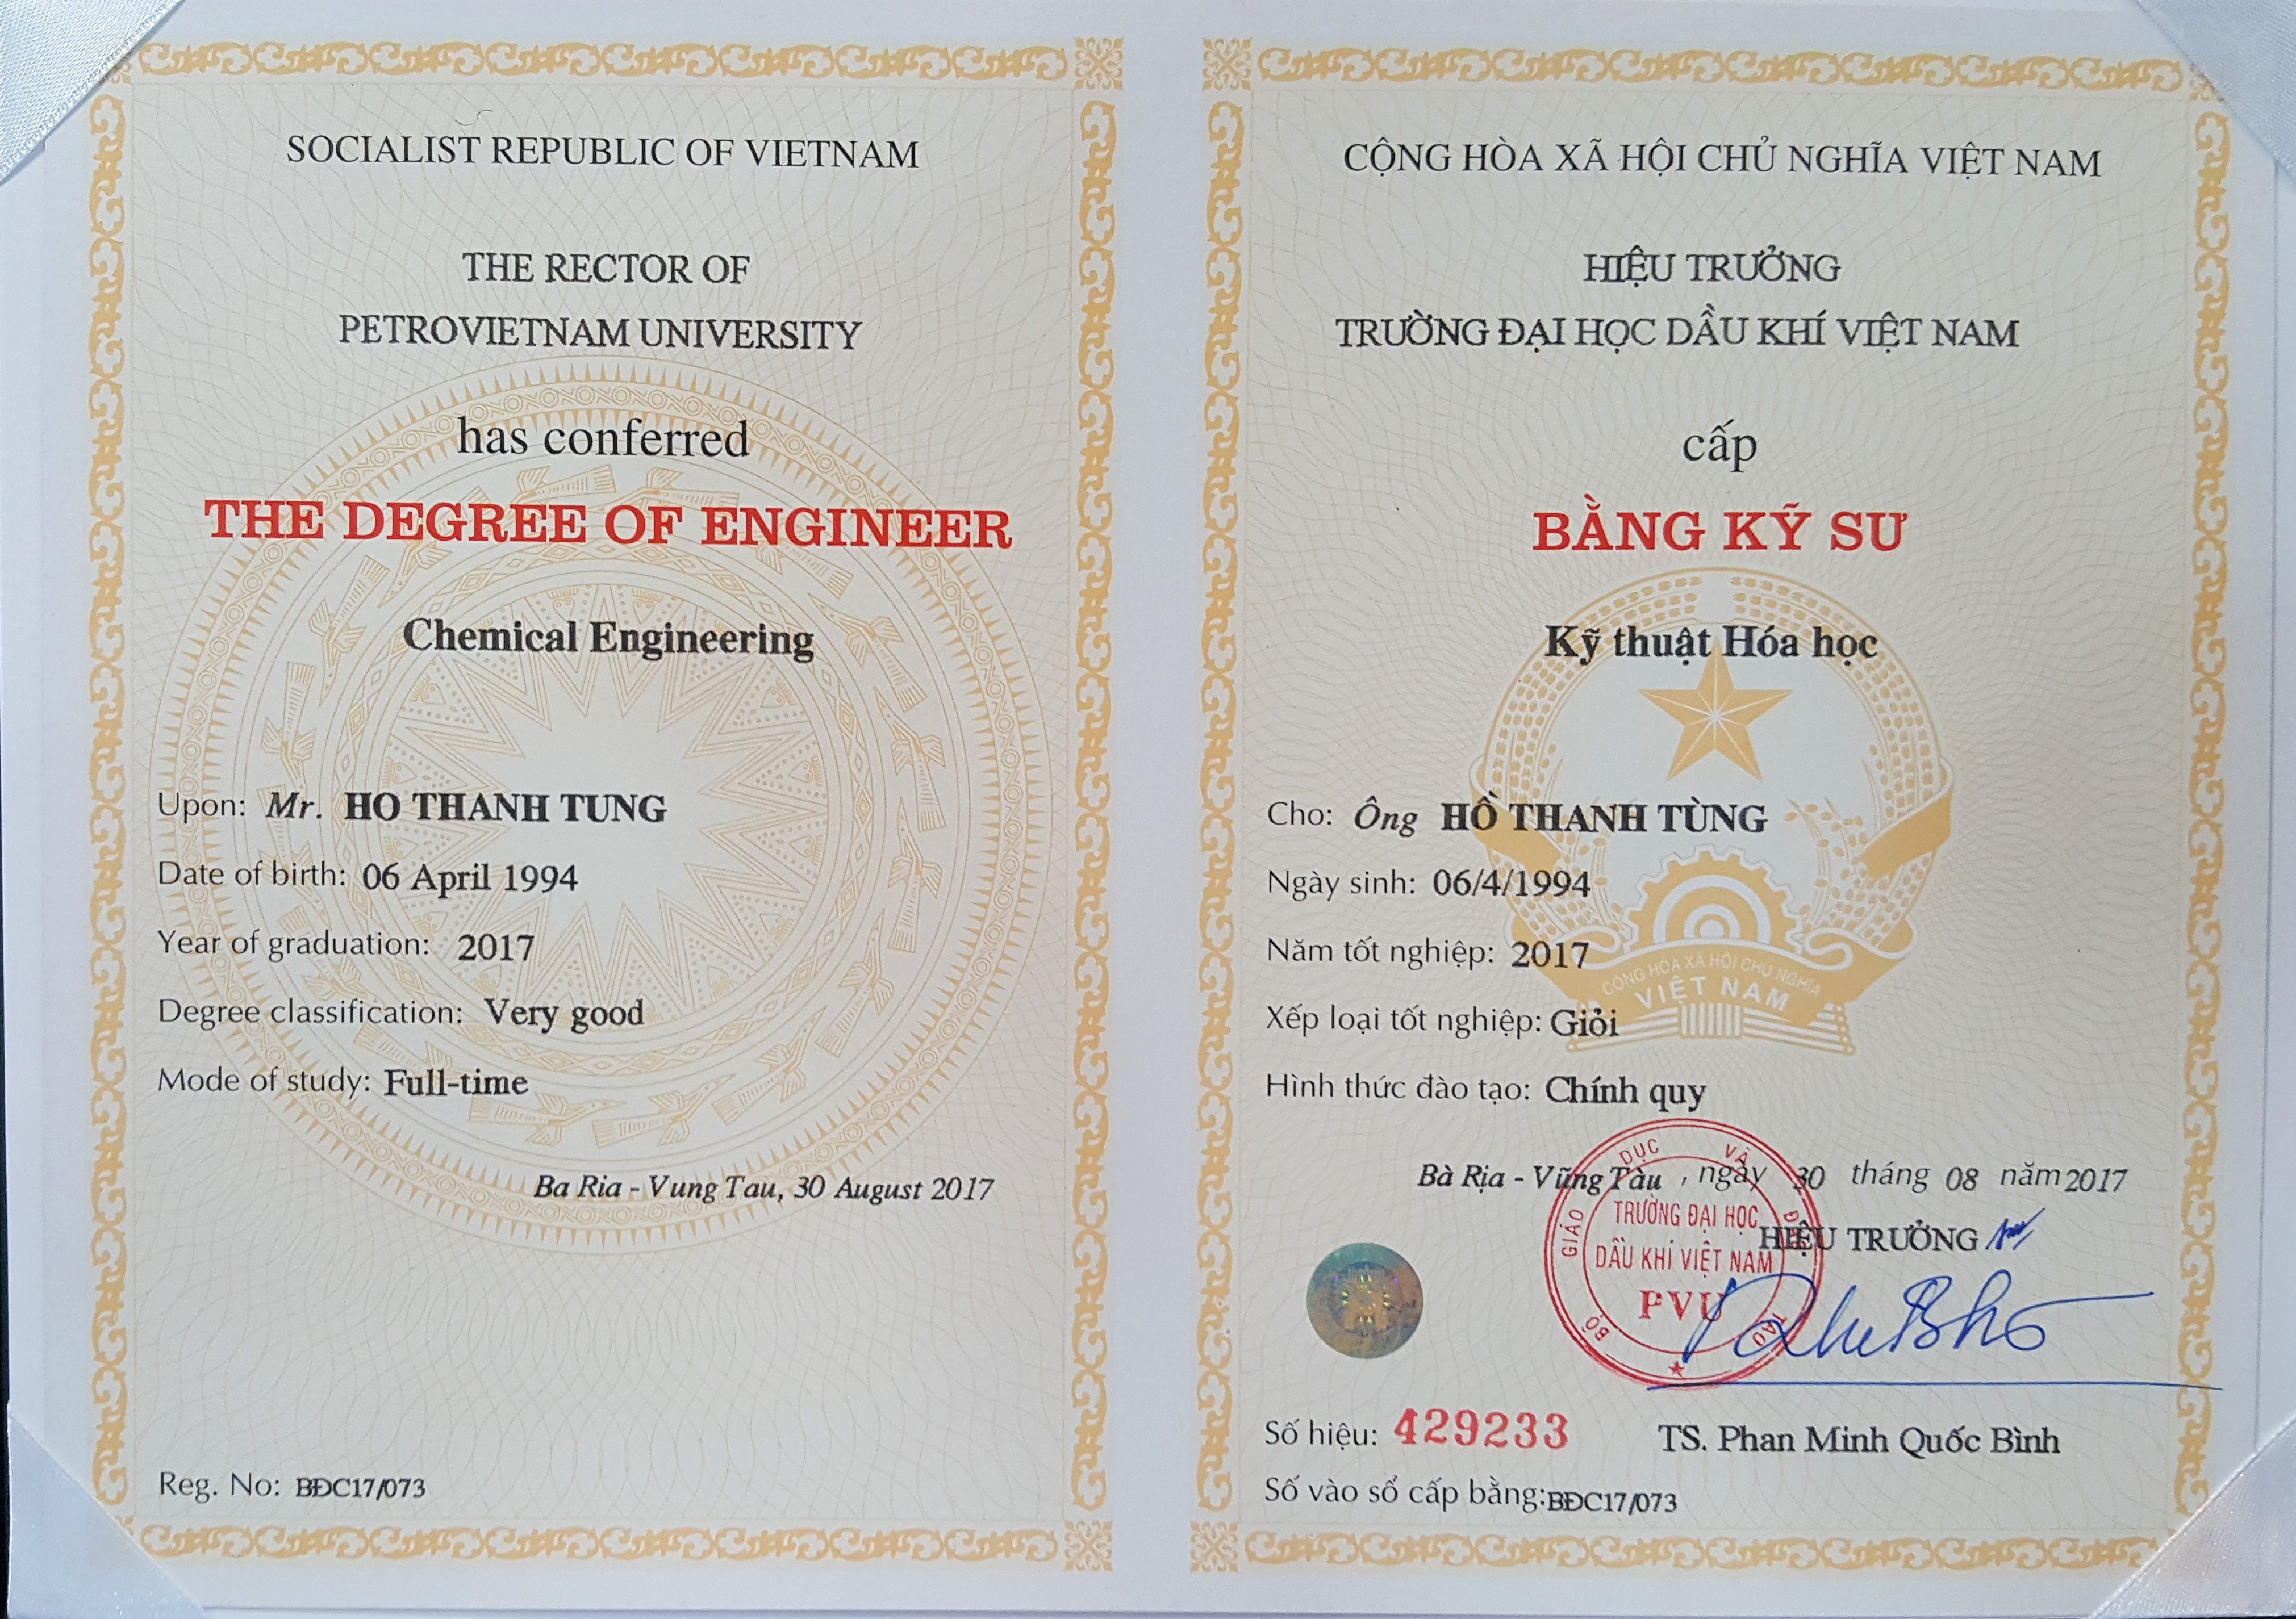 SOCIALIST REPUBLIC OF VIETNAM
THE RECTOR OF
PETROVIETNAM UNIVERSITY
has conferred
THE DEGREE OF ENGINEER
Chemical Engineering
Upon: Mr. HO THANH TUNG
Date of birth: 06 April 1994
Year of graduation: 2017
Degree classification: Very good
Mode of study: Full-time
Ba Ria - Vung Tau, 30 August 2017
Reg. No: BĐC17/073
CỘNG HÒA XÃ HỘI CHỦ NGHĨA VIỆT NAM
HIỆU TRƯỞNG
TRƯỜNG ĐẠI HỌC DẦU KHÍ VIỆT NAM
cấp
BẰNG KỸ SƯ
Kỹ thuật Hóa học
Cho: Ông HỒ THANH TÙNG
Ngày sinh: 06/4/1994
Năm tốt nghiệp: 2017
CỘNG HÒA XÃ HỘI CHỦ NGHĨA
VIỆT NAM
Xếp loại tốt nghiệp: Giỏi
Hình thức đào tạo: Chính quy
Bà Rịa - Vũng Tàu , ngày 30 tháng 08 năm 2017
HIỆU TRƯỞNG
BỘ GIÁO DỤC VÀ ĐÀO TẠO
TRƯỜNG ĐẠI HỌC
DẦU KHÍ VIỆT NAM
PVU
Số hiệu: 429233
TS. Phan Minh Quốc Bình
Số vào sổ cấp bằng: BĐC17/073